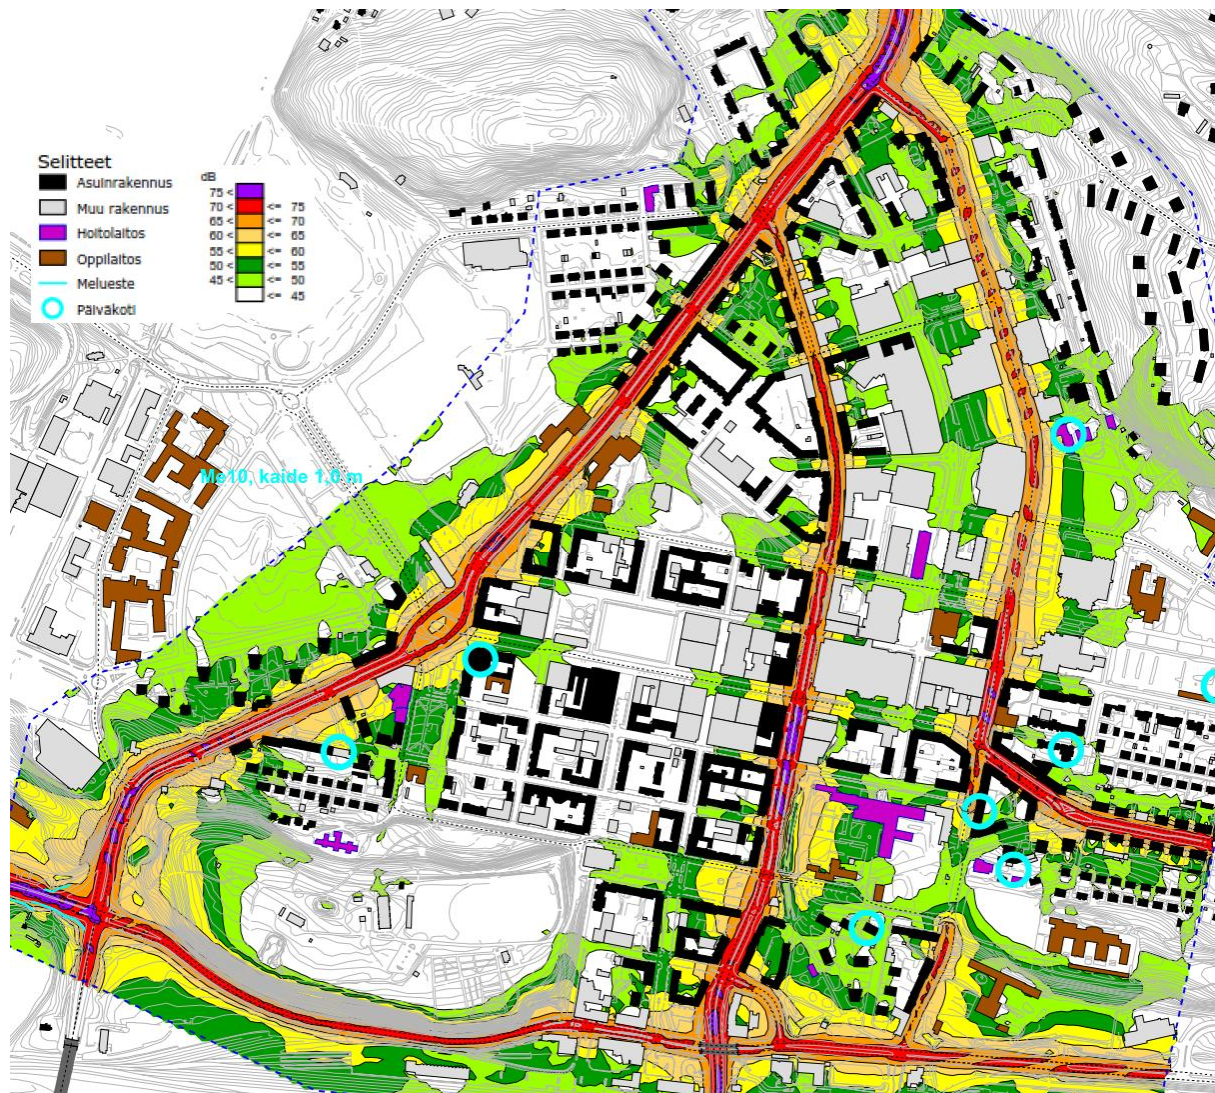 Selitteet
Asuinrakennus
Muu rakennus
Hoitolaitos
Oppilaitos
Melueste
Päiväkoti
dB
75 <
70 < <= 75
65 < <= 70
60 < <= 65
55 < <= 60
50 < <= 55
45 < <= 50
<= 45
Me10, kaide 1,0 m